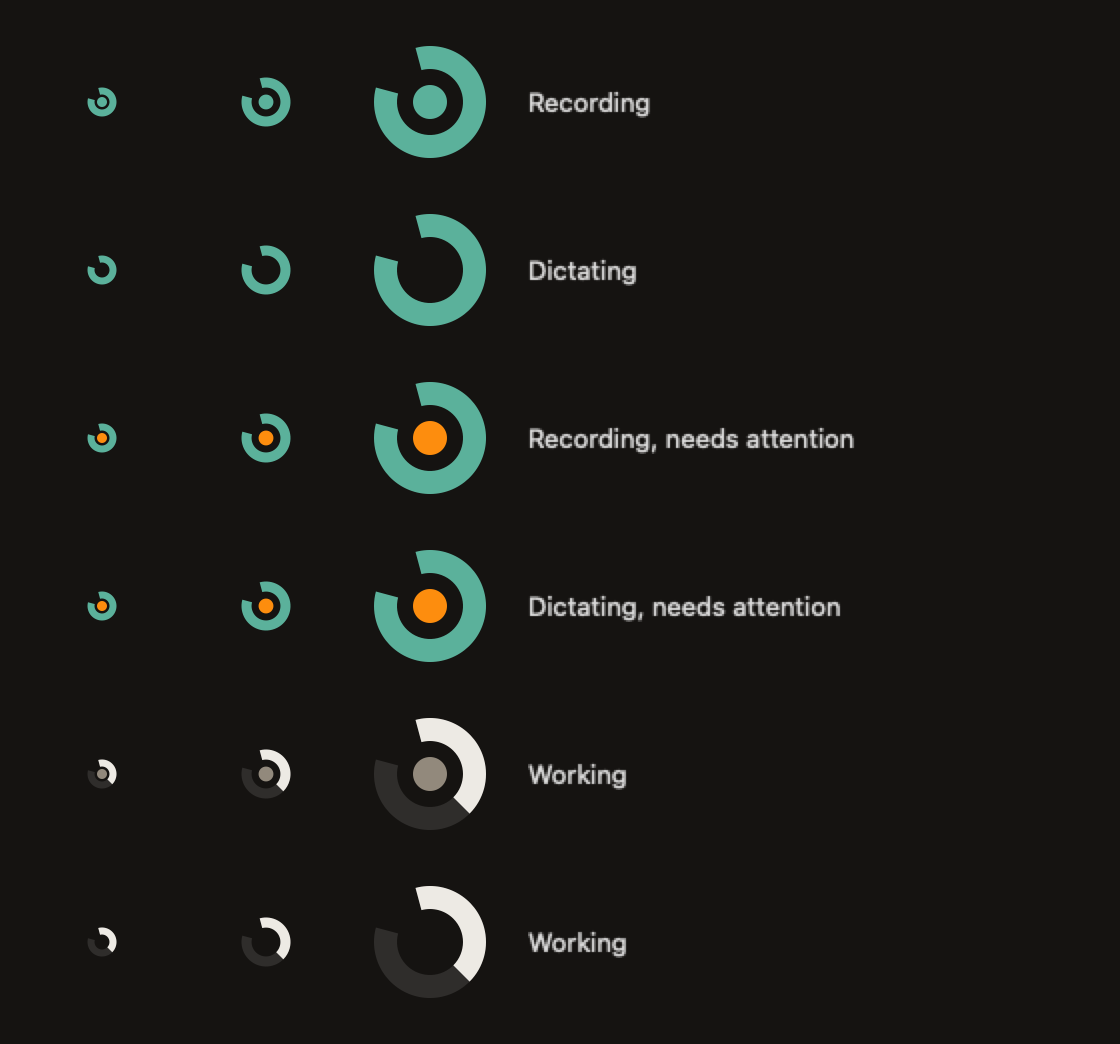 Recording
Dictating
Recording, needs attention
Dictating, needs attention
Working
Working